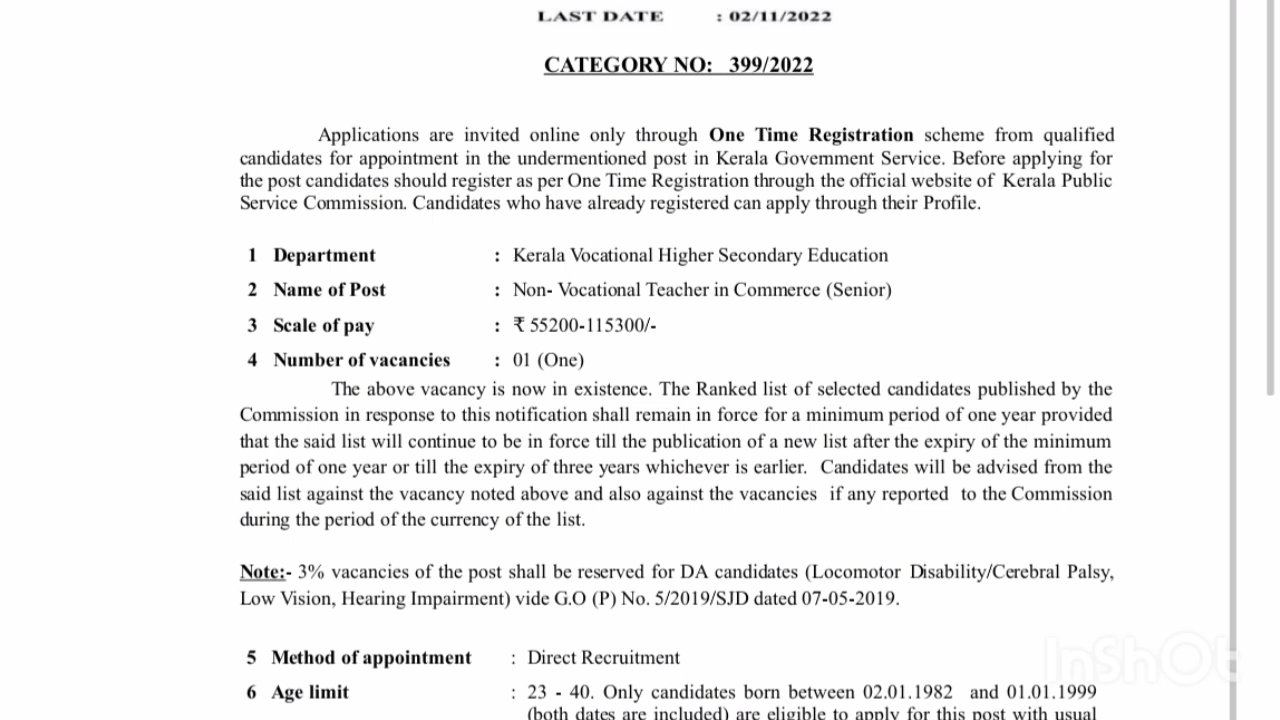 LAST DATE : 02/11/2022
CATEGORY NO: 399/2022
Applications are invited online only through One Time Registration scheme from qualified
candidates for appointment in the undermentioned post in Kerala Government Service. Before applying for
the post candidates should register as per One Time Registration through the official website of Kerala Public
Service Commission. Candidates who have already registered can apply through their Profile.
1 Department : Kerala Vocational Higher Secondary Education
2 Name of Post : Non- Vocational Teacher in Commerce (Senior)
3 Scale of pay : ₹ 55200-115300/-
4 Number of vacancies : 01 (One)
The above vacancy is now in existence. The Ranked list of selected candidates published by the
Commission in response to this notification shall remain in force for a minimum period of one year provided
that the said list will continue to be in force till the publication of a new list after the expiry of the minimum
period of one year or till the expiry of three years whichever is earlier. Candidates will be advised from the
said list against the vacancy noted above and also against the vacancies if any reported to the Commission
during the period of the currency of the list.
Note:- 3% vacancies of the post shall be reserved for DA candidates (Locomotor Disability/Cerebral Palsy,
Low Vision, Hearing Impairment) vide G.O (P) No. 5/2019/SJD dated 07-05-2019.
5 Method of appointment : Direct Recruitment
6 Age limit : 23 - 40. Only candidates born between 02.01.1982 and 01.01.1999
(both dates are included) are eligible to apply for this post with usual
InShOt